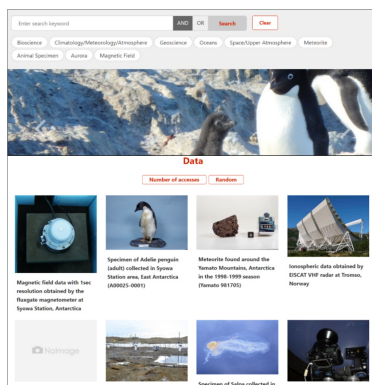 Enter search keyword
AND OR Search Clear
Bioscience Climatology/Meteorology/Atmosphere Geoscience Oceans Space/Upper Atmosphere Meteorite
Animal Specimen Aurora Magnetic Field
Data
Number of accesses Random
Magnetic field data with 1sec
resolution obtained by the
fluxgate magnetometer at
Syowa Station, Antarctica
Specimen of Adelie penguin
(adult) collected in Syowa
Station area, East Antarctica
(A00025-0001)
Meteorite found around the
Yamato Mountains, Antarctica
in the 1998-1999 season
(Yamato 981705)
Ionospheric data obtained by
EISCAT VHF radar at Tromso,
Norway
NoImage
Specimen of Salpa collected in